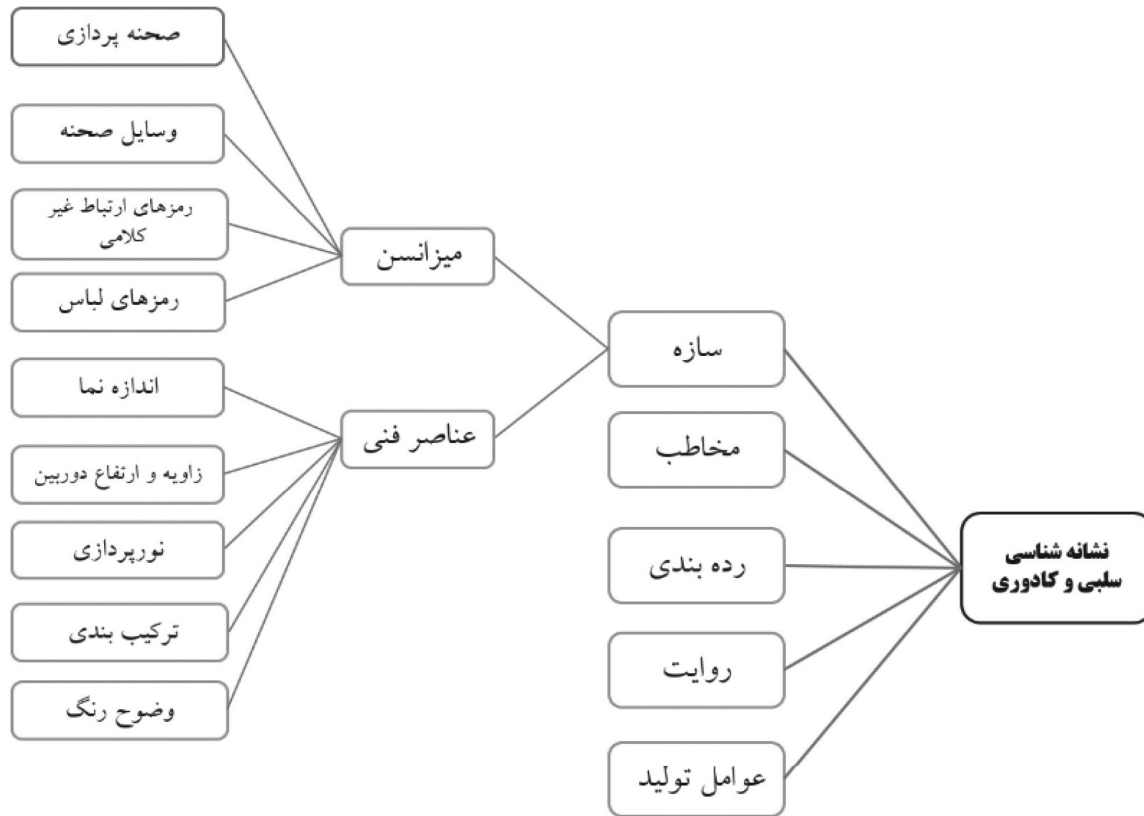 نشانه شناسی
سلبی و کادوری
سازه
مخاطب
رده بندی
روایت
عوامل تولید
میزانسن
عناصر فنی
صحنه پردازی
وسایل صحنه
رمزهای ارتباط غیر
کلامی
رمزهای لباس
اندازه نما
زاویه و ارتفاع دوربین
نورپردازی
ترکیب بندی
وضوح رنگ